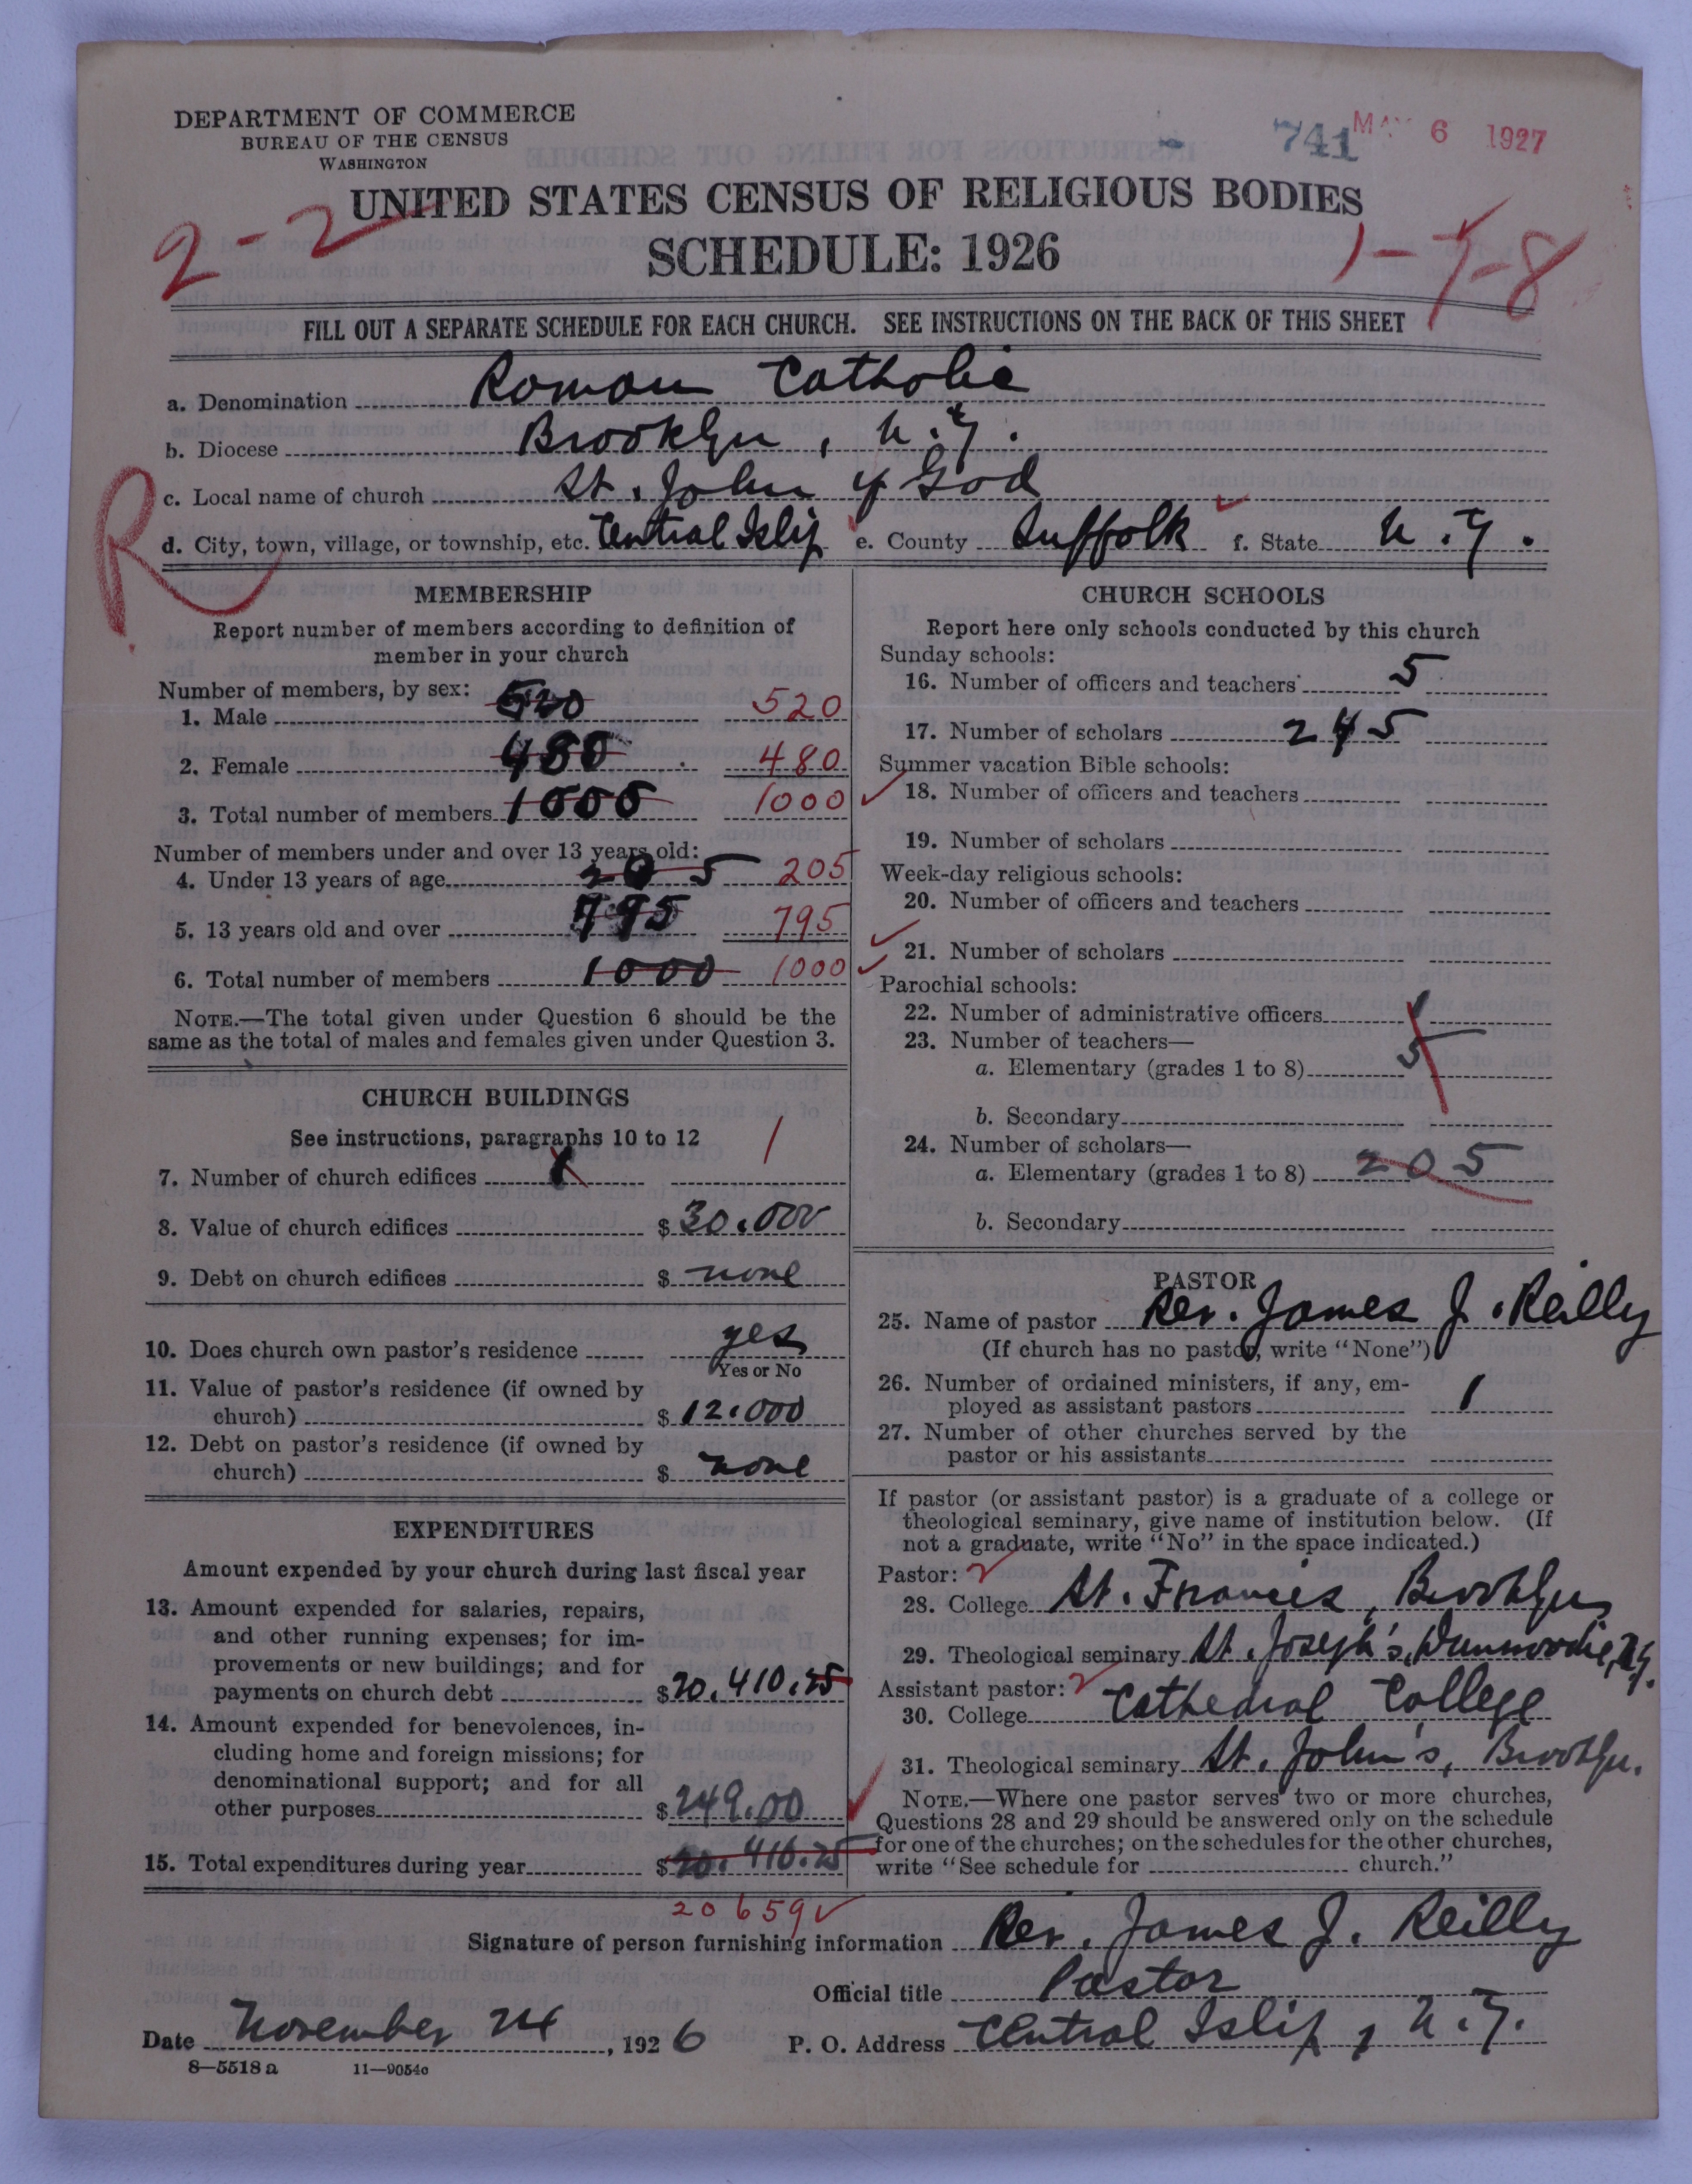 DEPARTMENT OF COMMERCE
BUREAU OF THE CENSUS
WASHINGTON
741 MAY 6 1927
UNITED STATES CENSUS OF RELIGIOUS BODIES
SCHEDULE: 1926
2-2
1-7-8
FILL OUT A SEPARATE SCHEDULE FOR EACH CHURCH. SEE INSTRUCTIONS ON THE BACK OF THIS SHEET
a. Denomination Roman Catholic
b. Diocese Brooklyn, N.Y.
c. Local name of church St. John of God
R
d. City, town, village, or township, etc. Central Islip e. County Suffolk f. State N.Y.
MEMBERSHIP
Report number of members according to definition of
member in your church
Number of members, by sex:
1. Male 520 520
2. Female 480 480
3. Total number of members 1000 1000
Number of members under and over 13 years old:
4. Under 13 years of age 205 205
5. 13 years old and over 795 795
6. Total number of members 1000 1000
NOTE.—The total given under Question 6 should be the
same as the total of males and females given under Question 3.
CHURCH BUILDINGS
See instructions, paragraphs 10 to 12
7. Number of church edifices 1 1
8. Value of church edifices $ 30.000
9. Debt on church edifices $ none
10. Does church own pastor's residence yes
Yes or No
11. Value of pastor's residence (if owned by
church) $ 12.000
12. Debt on pastor's residence (if owned by
church) $ none
EXPENDITURES
Amount expended by your church during last fiscal year
13. Amount expended for salaries, repairs,
and other running expenses; for im-
provements or new buildings; and for
payments on church debt $ 20.410.25
14. Amount expended for benevolences, in-
cluding home and foreign missions; for
denominational support; and for all
other purposes $ 249.00
15. Total expenditures during year $ 20.410.25
20659
CHURCH SCHOOLS
Report here only schools conducted by this church
Sunday schools:
16. Number of officers and teachers 5
17. Number of scholars 245
Summer vacation Bible schools:
18. Number of officers and teachers
19. Number of scholars
Week-day religious schools:
20. Number of officers and teachers
21. Number of scholars
Parochial schools:
22. Number of administrative officers 1
23. Number of teachers—
a. Elementary (grades 1 to 8) 5
b. Secondary
24. Number of scholars—
a. Elementary (grades 1 to 8) 205
b. Secondary
PASTOR
25. Name of pastor Rev. James J. Reilly
(If church has no pastor, write "None")
26. Number of ordained ministers, if any, em-
ployed as assistant pastors 1
27. Number of other churches served by the
pastor or his assistants
If pastor (or assistant pastor) is a graduate of a college or
theological seminary, give name of institution below. (If
not a graduate, write "No" in the space indicated.)
Pastor:
28. College St. Francis, Brooklyn
29. Theological seminary St. Joseph's, Dunwoodie, N.Y.
Assistant pastor:
30. College Cathedral College
31. Theological seminary St. John's, Brooklyn.
NOTE.—Where one pastor serves two or more churches,
Questions 28 and 29 should be answered only on the schedule
for one of the churches; on the schedules for the other churches,
write "See schedule for church."
Signature of person furnishing information Rev. James J. Reilly
Official title Pastor
Date November 24, 1926 P. O. Address Central Islip, N.Y.
8—5518 a 11—9054c